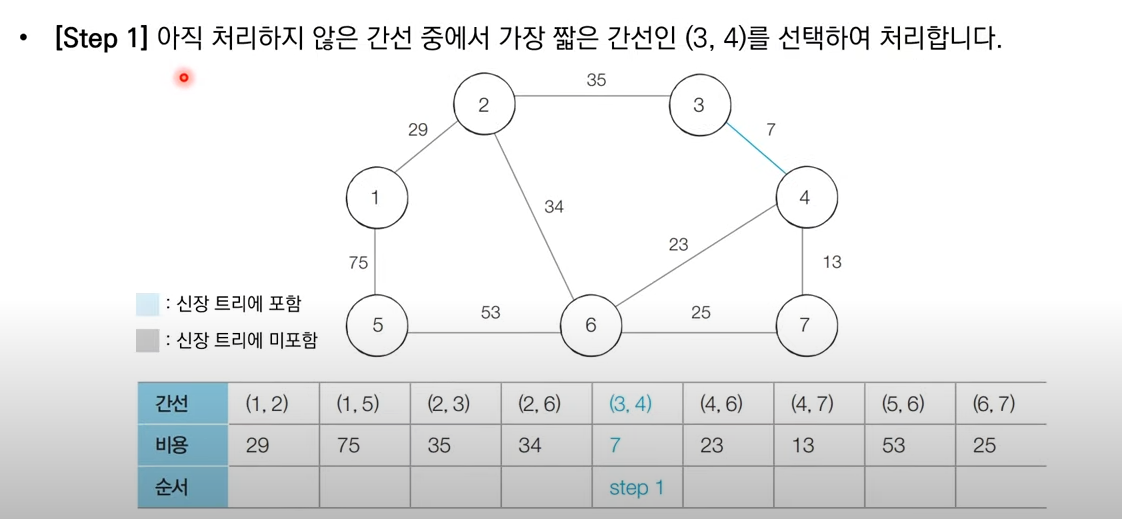 • [Step 1] 아직 처리하지 않은 간선 중에서 가장 짧은 간선인 (3, 4)를 선택하여 처리합니다.
35
2
3
29
7
1
4
34
23
75
13
: 신장 트리에 포함
53
25
5
6
7
: 신장 트리에 미포함
간선 (1, 2) (1, 5) (2, 3) (2, 6) (3, 4) (4, 6) (4, 7) (5, 6) (6, 7)
비용 29 75 35 34 7 23 13 53 25
순서 step 1